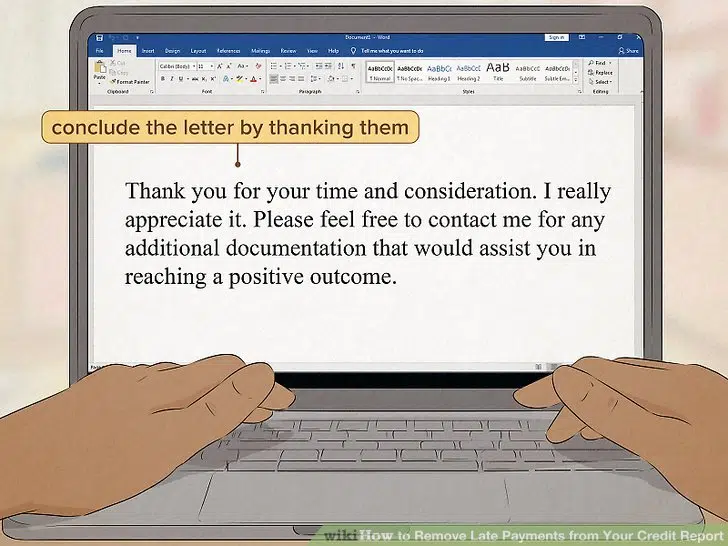 Document1 - Word
Sign in
File Home Insert Design Layout References Mailings Review View Help Tell me what you want to do Share
Paste
Cut
Copy
Format Painter
Clipboard
Calibri (Body) 11
Font
Paragraph
AaBbCcDc AaBbCcDc AaBbCc AaBbCc AaB AaBbCcD AaBbCcDc
¶ Normal ¶ No Spac... Heading 1 Heading 2 Title Subtitle Subtle Em...
Styles
Find
Replace
Select
Editing
conclude the letter by thanking them
Thank you for your time and consideration. I really
appreciate it. Please feel free to contact me for any
additional documentation that would assist you in
reaching a positive outcome.
wikiHow to Remove Late Payments from Your Credit Report